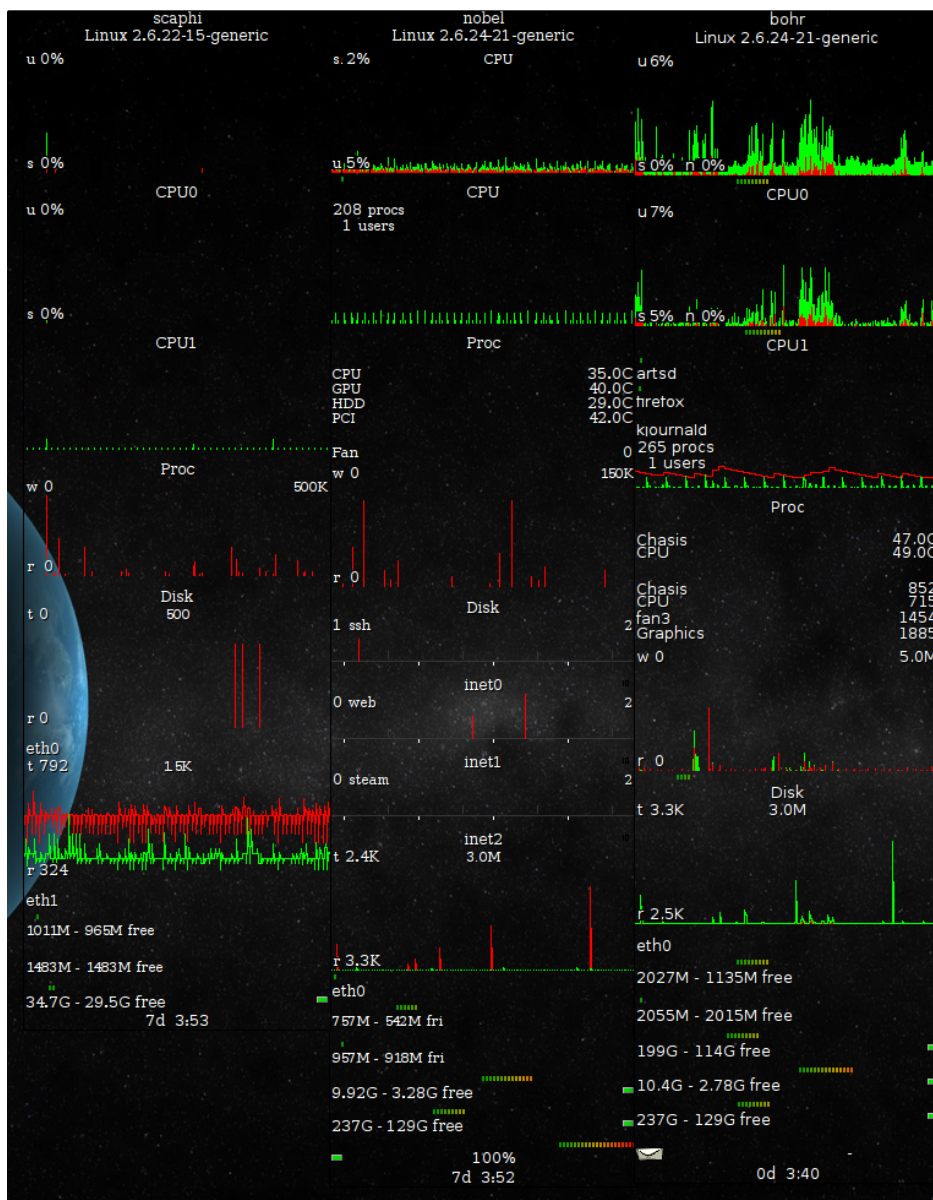 scaphi
Linux 2.6.22-15-generic
u 0%
s 0%
CPU0
u 0%
s 0%
CPU1
Proc
w 0 500K
r 0
Disk
t 0 500
r 0
eth0
t 792 1.5K
r 324
eth1
1011M - 965M free
1483M - 1483M free
34.7G - 29.5G free
7d 3:53
nobel
Linux 2.6.24-21-generic
s. 2% CPU
u 5%
CPU
208 procs
1 users
Proc
CPU 35.0C
GPU 40.0C
HDD 29.0C
PCI 42.0C
Fan 0
w 0 150K
r 0
Disk
1 ssh 2
inet0
0 web 2
inet1
0 steam 2
inet2
t 2.4K 3.0M
r 3.3K
eth0
757M - 542M fri
957M - 918M fri
9.92G - 3.28G free
237G - 129G free
100%
7d 3:52
bohr
Linux 2.6.24-21-generic
u 6%
s 0% n 0%
CPU0
u 7%
s 5% n 0%
CPU1
artsd
firefox
kjournald
265 procs
1 users
Proc
Chasis 47.0C
CPU 49.0C
Chasis 852
CPU 715
fan3 1454
Graphics 1885
w 0 5.0M
r 0
Disk
t 3.3K 3.0M
r 2.5K
eth0
2027M - 1135M free
2055M - 2015M free
199G - 114G free
10.4G - 2.78G free
237G - 129G free
0d 3:40